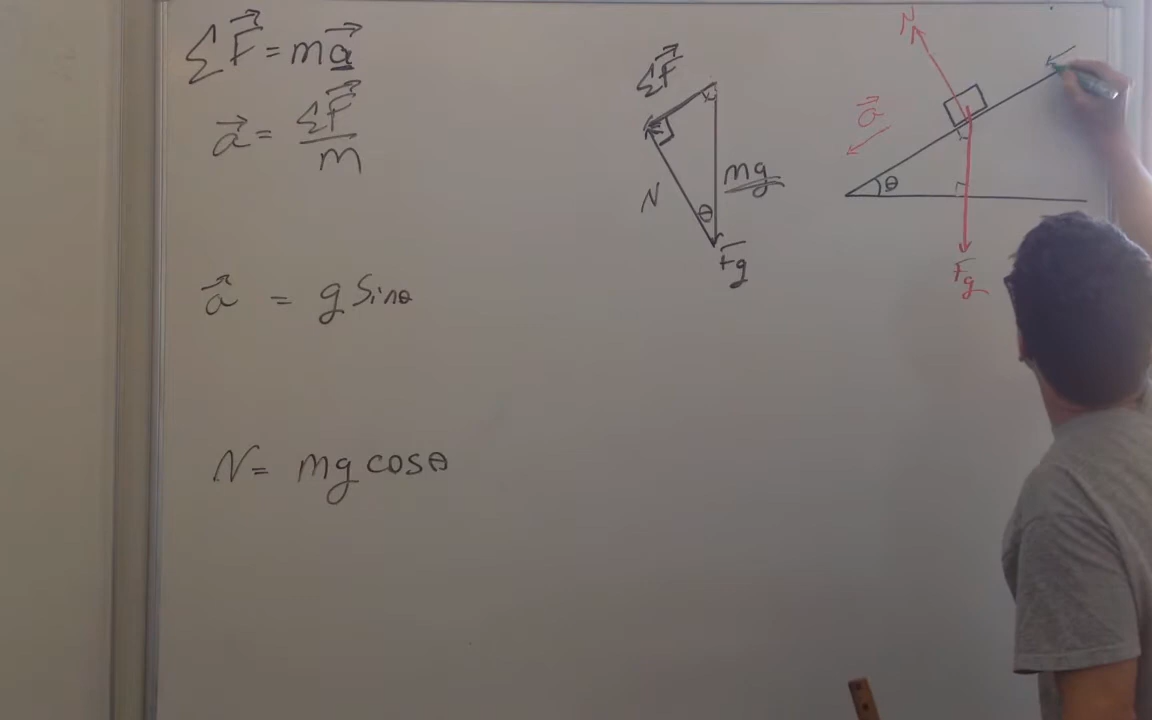 ΣF⃗ = ma⃗
a⃗ = ΣF⃗ / m
a⃗ = g sinθ
N = mg cosθ
ΣF⃗
x
mg
N
θ
Fg
N
a⃗
θ
Fg